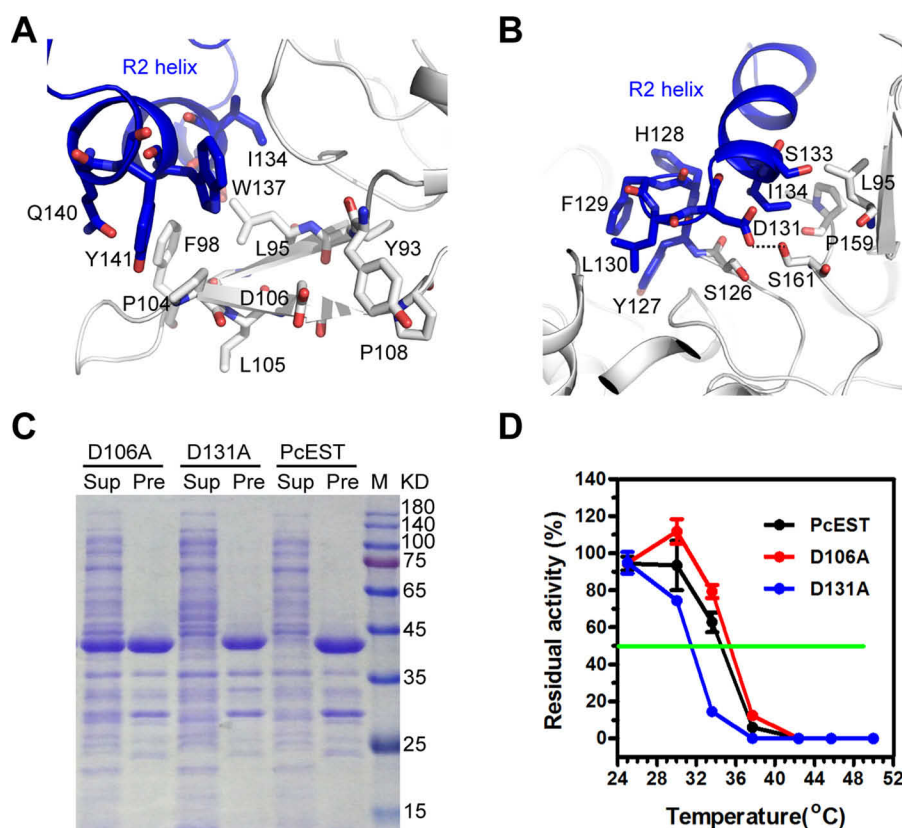 A
R2 helix
I134
W137
Q140
Y141
F98
L95
Y93
P104
D106
L105
P108
B
R2 helix
H128
S133
L95
I134
F129
D131
P159
L130
S126
S161
Y127
C
D106A D131A PcEST
Sup Pre Sup Pre Sup Pre M KD
180
140
100
75
65
45
35
25
15
D
140
120
100
80
60
40
20
0
Residual activity (%)
PcEST
D106A
D131A
24 28 32 36 40 44 48 52
Temperature(°C)